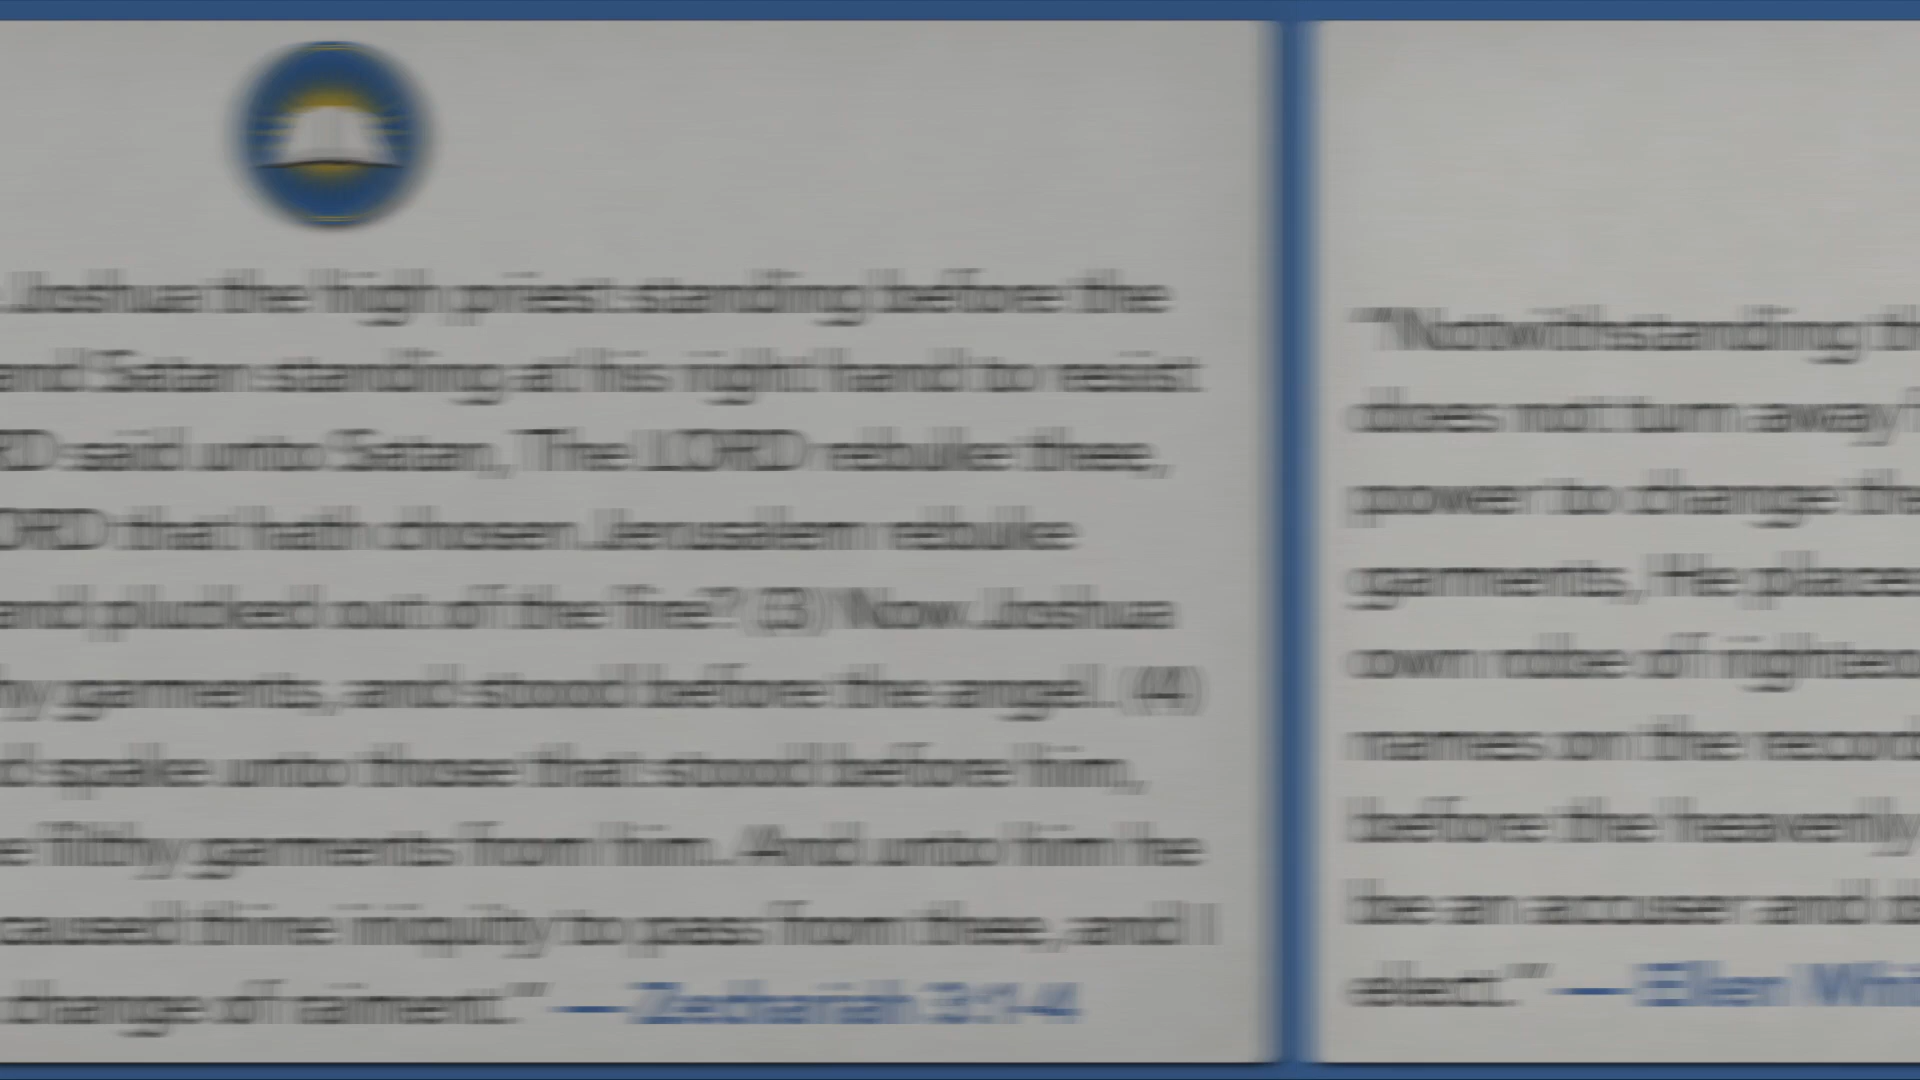 Joshua the high priest standing before the
and Satan standing at his right hand to resist
RD said unto Satan, The LORD rebuke thee,
ORD that hath chosen Jerusalem rebuke
and plucked out of the fire? (3) Now Joshua
hy garments, and stood before the angel. (4)
d spake unto those that stood before him,
e filthy garments from him. And unto him he
caused thine iniquity to pass from thee, and I
change of raiment.” —Zechariah 3:1-4
“Notwithstanding th
does not turn away f
power to change the
garments, He places
own robe of righteo
names on the record
before the heavenly
be an accuser and d
elect.” —Ellen Whi